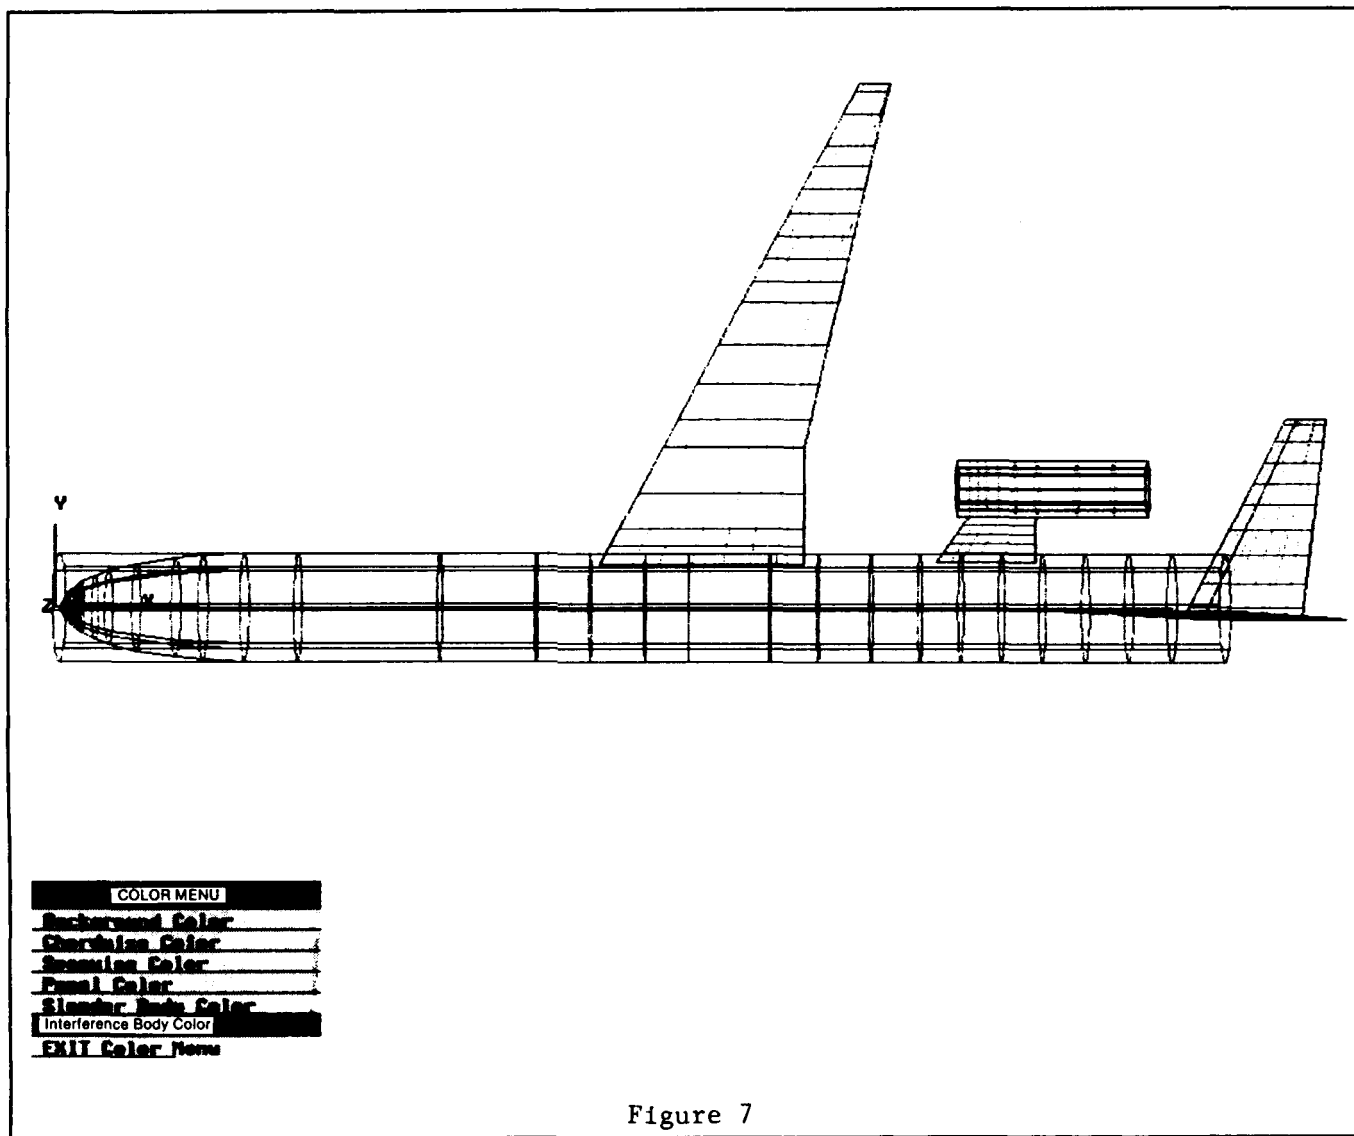 Y
Z
X
COLOR MENU
Background Color
Chordwise Color
Spanwise Color
Panel Color
Slender Body Color
Interference Body Color
EXIT Color Menu
Figure 7